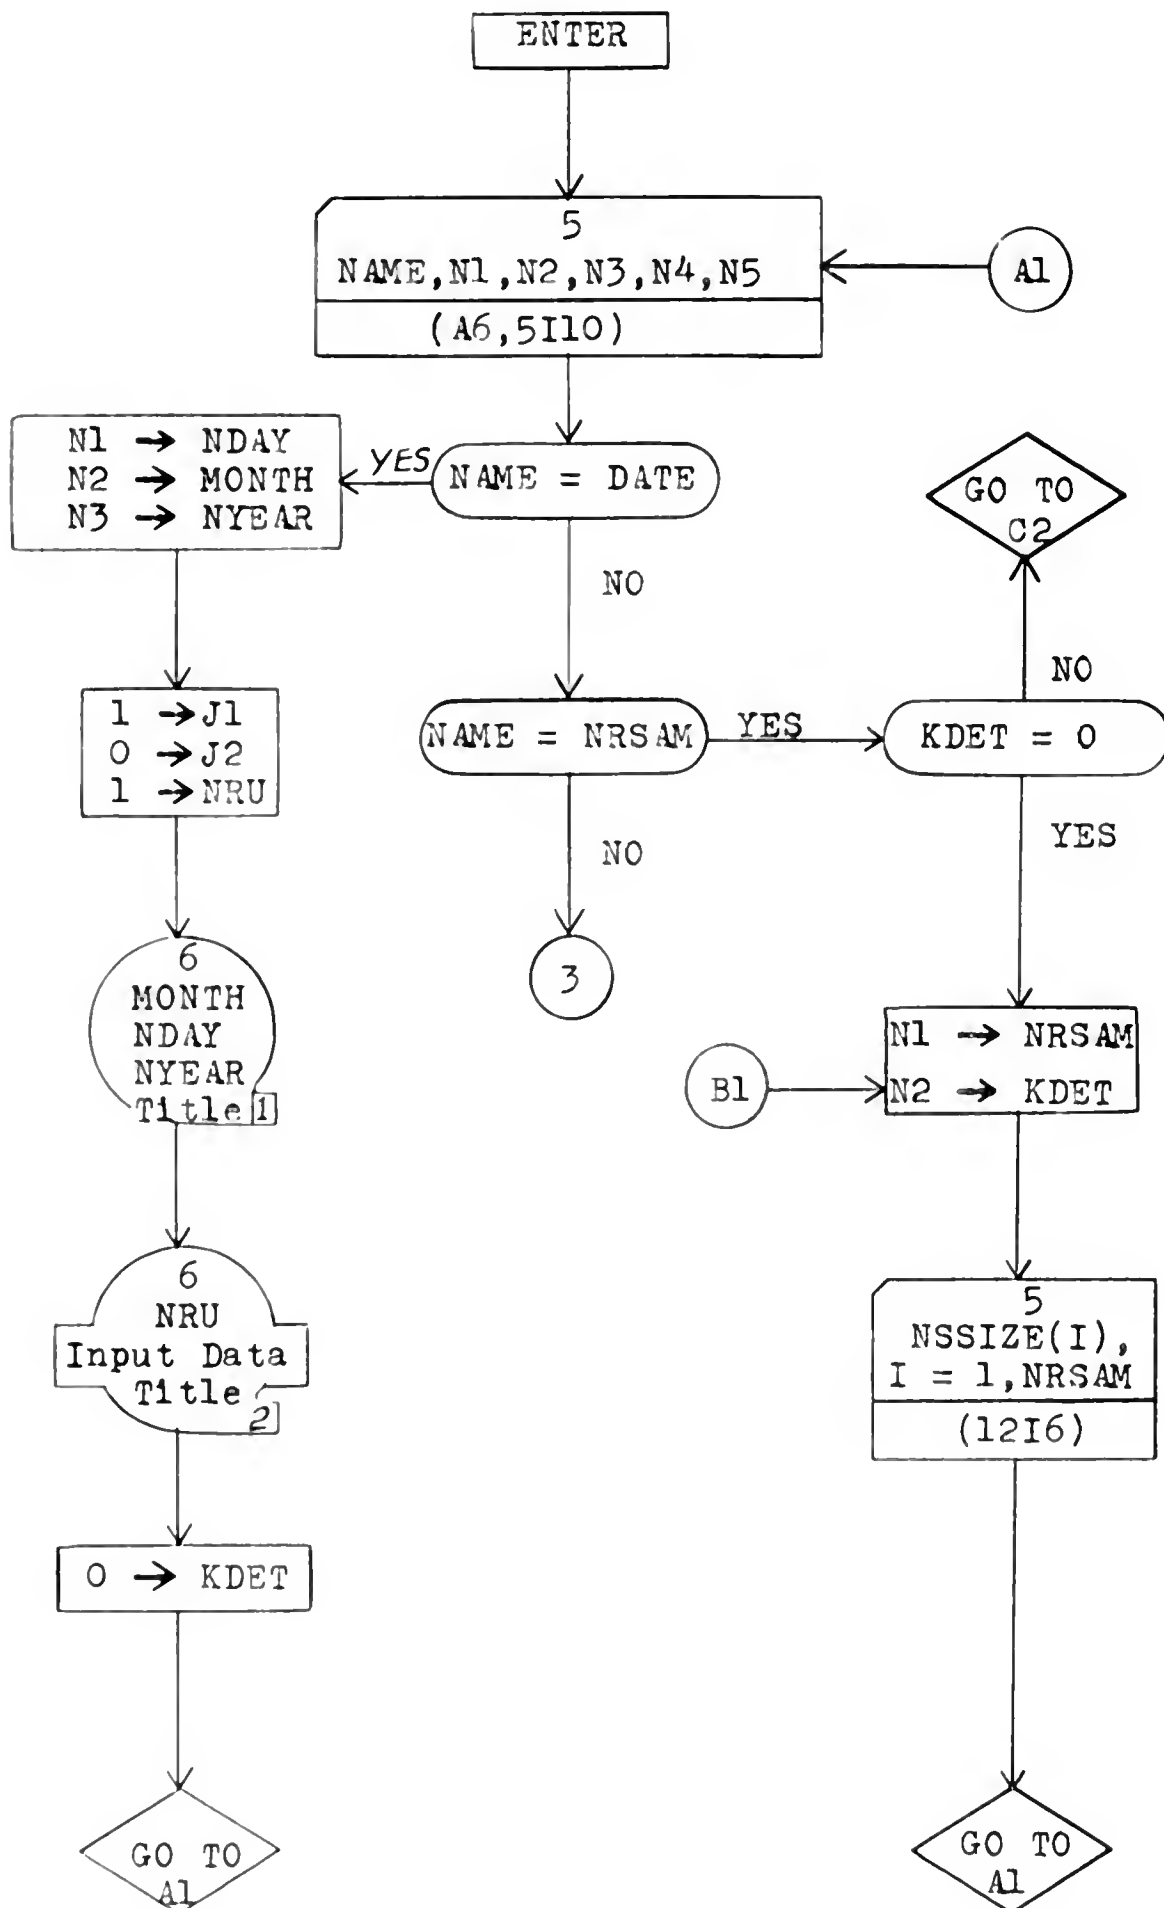 ENTER
5
NAME,N1,N2,N3,N4,N5
(A6,5I10)
A1
N1 → NDAY
N2 → MONTH
N3 → NYEAR
YES
NAME = DATE
NO
GO TO
C2
1 → J1
0 → J2
1 → NRU
NAME = NRSAM
YES
KDET = 0
NO
YES
NO
3
6
MONTH
NDAY
NYEAR
Title 1
B1
N1 → NRSAM
N2 → KDET
6
NRU
Input Data
Title 2
5
NSSIZE(I),
I = 1,NRSAM
(12I6)
0 → KDET
GO TO
A1
GO TO
A1